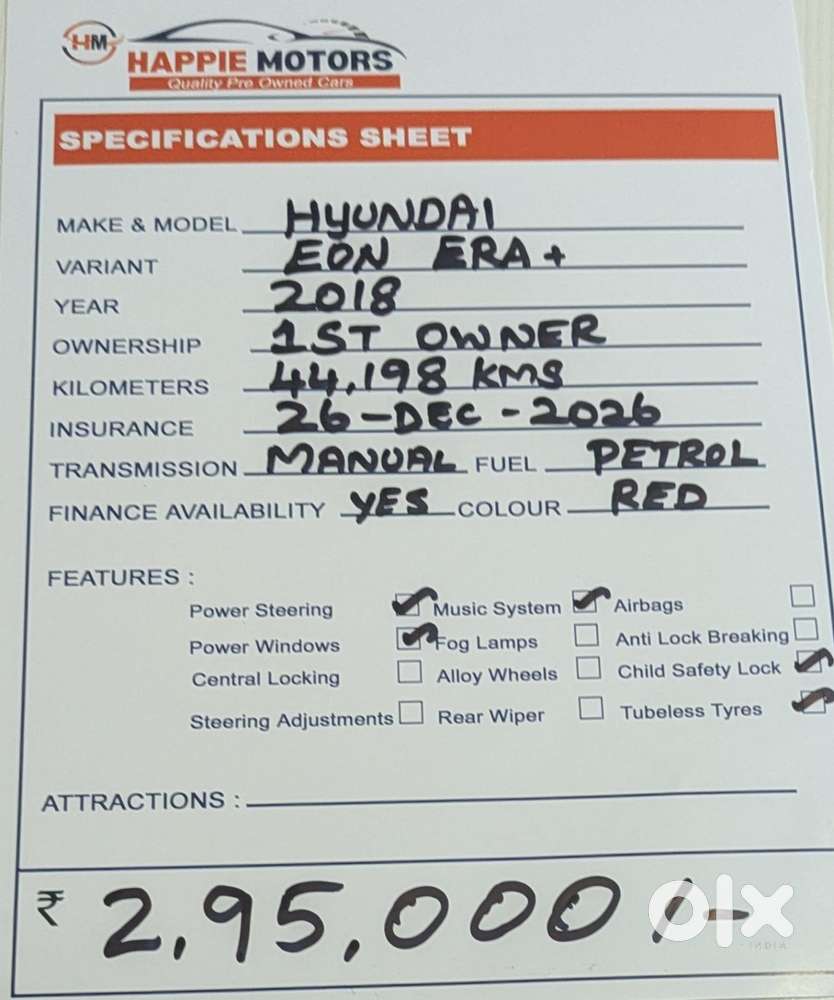 HM
HAPPIE MOTORS
Quality Pre Owned Cars
SPECIFICATIONS SHEET
MAKE & MODEL HYUNDAI
VARIANT EON ERA+
YEAR 2018
OWNERSHIP 1ST OWNER
KILOMETERS 44,198 KMS
INSURANCE 26-DEC-2026
TRANSMISSION MANUAL FUEL PETROL
FINANCE AVAILABILITY YES COLOUR RED
FEATURES :
Power Steering Music System Airbags
Power Windows Fog Lamps Anti Lock Breaking
Central Locking Alloy Wheels Child Safety Lock
Steering Adjustments Rear Wiper Tubeless Tyres
ATTRACTIONS :
₹ 2,95,000/-
olx
INDIA